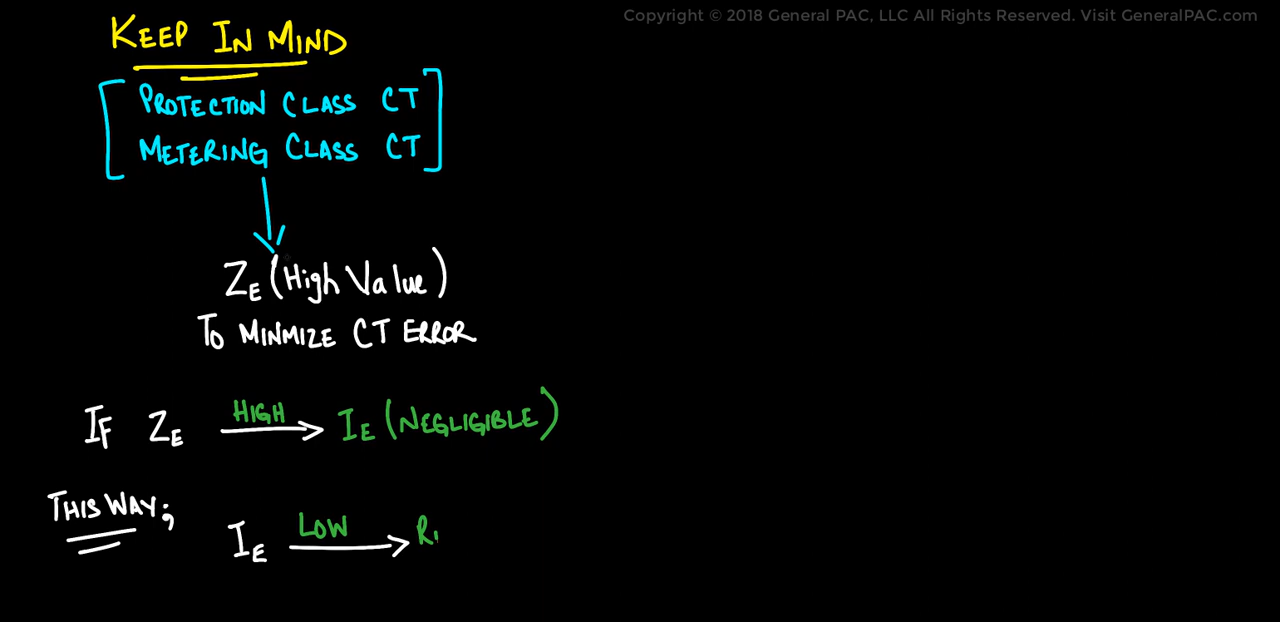 Copyright © 2018 General PAC, LLC All Rights Reserved. Visit GeneralPAC.com
KEEP IN MIND
[ PROTECTION CLASS CT
METERING CLASS CT ]
ZE (High Value)
TO MINMIZE CT ERROR
IF ZE HIGH → IE (NEGLIGIBLE)
THIS WAY; IE LOW →